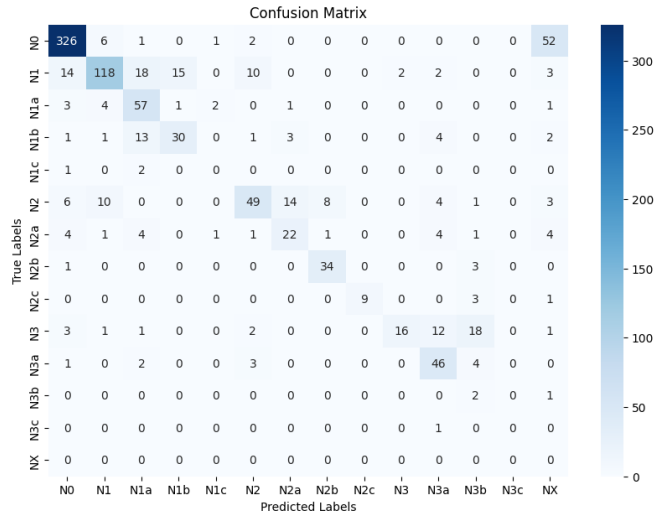 Confusion Matrix
N0 326 6 1 0 1 2 0 0 0 0 0 0 0 52
N1 14 118 18 15 0 10 0 0 0 2 2 0 0 3
N1a 3 4 57 1 2 0 1 0 0 0 0 0 0 1
N1b 1 1 13 30 0 1 3 0 0 0 4 0 0 2
N1c 1 0 2 0 0 0 0 0 0 0 0 0 0 0
N2 6 10 0 0 0 49 14 8 0 0 4 1 0 3
N2a 4 1 4 0 1 1 22 1 0 0 4 1 0 4
N2b 1 0 0 0 0 0 0 34 0 0 0 3 0 0
N2c 0 0 0 0 0 0 0 0 9 0 0 3 0 1
N3 3 1 1 0 0 2 0 0 0 16 12 18 0 1
N3a 1 0 2 0 0 3 0 0 0 0 46 4 0 0
N3b 0 0 0 0 0 0 0 0 0 0 0 2 0 1
N3c 0 0 0 0 0 0 0 0 0 0 1 0 0 0
NX 0 0 0 0 0 0 0 0 0 0 0 0 0 0
N0 N1 N1a N1b N1c N2 N2a N2b N2c N3 N3a N3b N3c NX
Predicted Labels
True Labels
300
250
200
150
100
50
0